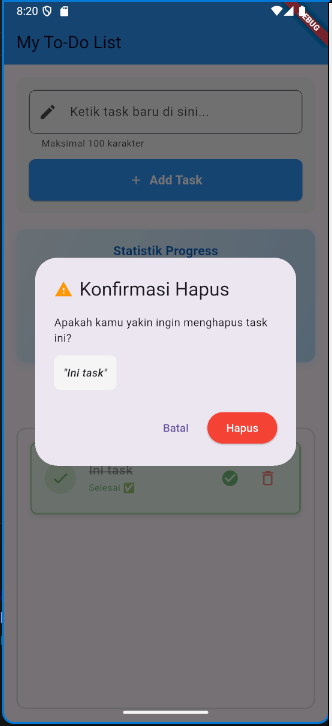 8:20
DEBUG
My To-Do List
Ketik task baru di sini...
Maksimal 100 karakter
+ Add Task
Statistik Progress
Konfirmasi Hapus
Apakah kamu yakin ingin menghapus task
ini?
"Ini task"
Batal
Hapus
Ini task
Selesai ✅